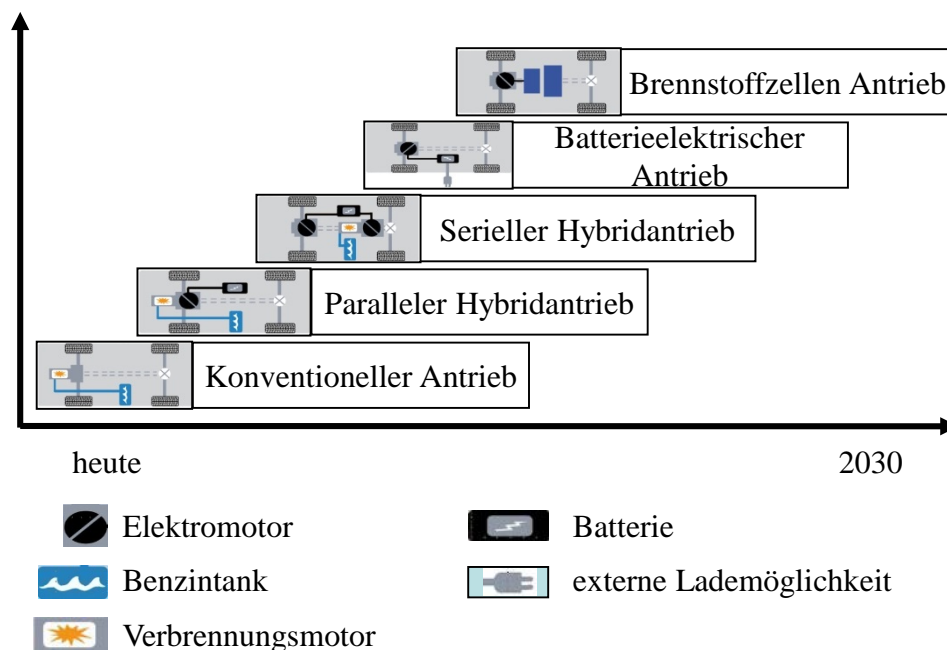 Brennstoffzellen Antrieb
Batterieelektrischer
Antrieb
Serieller Hybridantrieb
Paralleler Hybridantrieb
Konventioneller Antrieb
heute
2030
Elektromotor
Batterie
Benzintank
externe Lademöglichkeit
Verbrennungsmotor